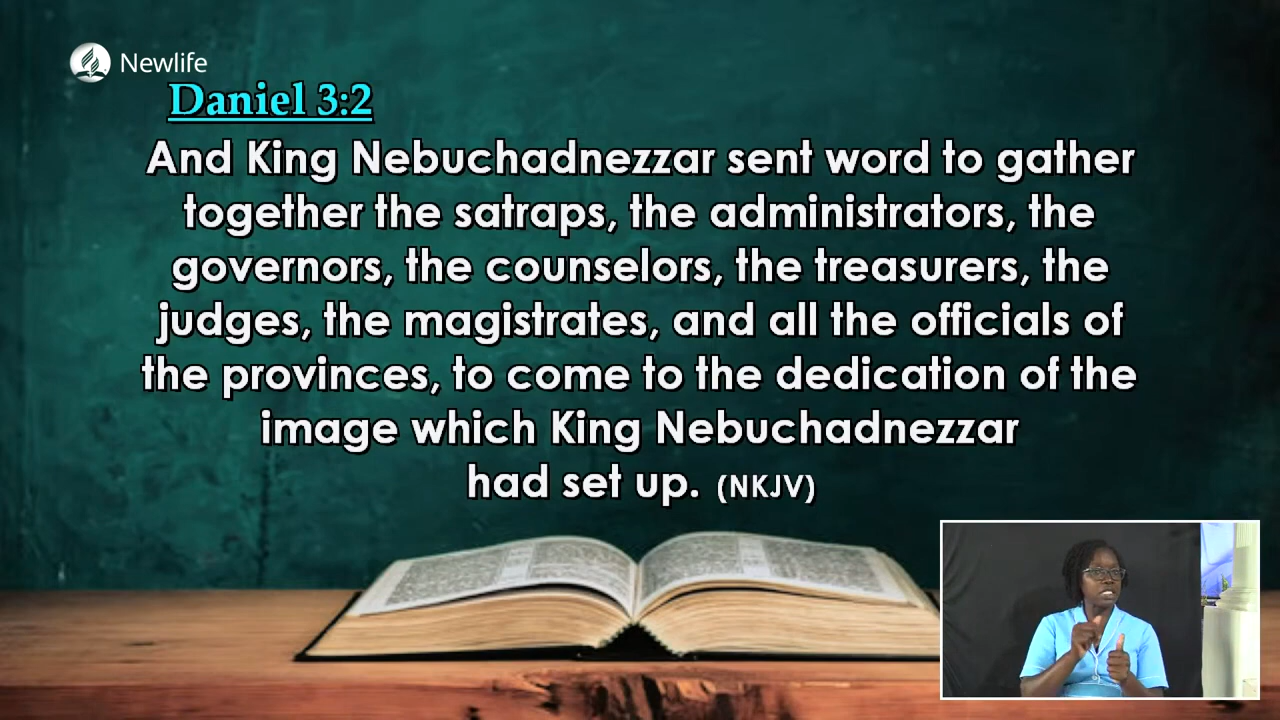 Newlife
Daniel 3:2
And King Nebuchadnezzar sent word to gather
together the satraps, the administrators, the
governors, the counselors, the treasurers, the
judges, the magistrates, and all the officials of
the provinces, to come to the dedication of the
image which King Nebuchadnezzar
had set up. (NKJV)